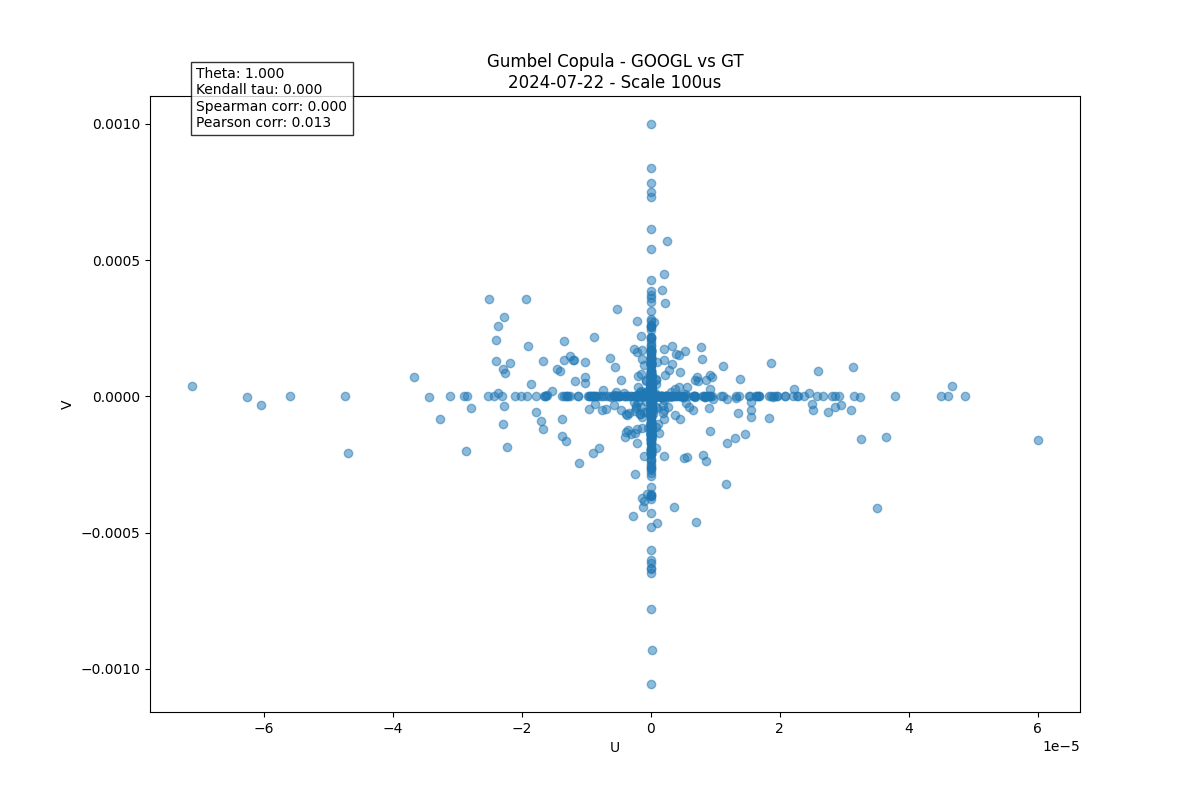 Gumbel Copula - GOOGL vs GT
2024-07-22 - Scale 100us
Theta: 1.000
Kendall tau: 0.000
Spearman corr: 0.000
Pearson corr: 0.013
0.0010
0.0005
0.0000
−0.0005
−0.0010
V
−6
−4
−2
0
2
4
6
1e−5
U